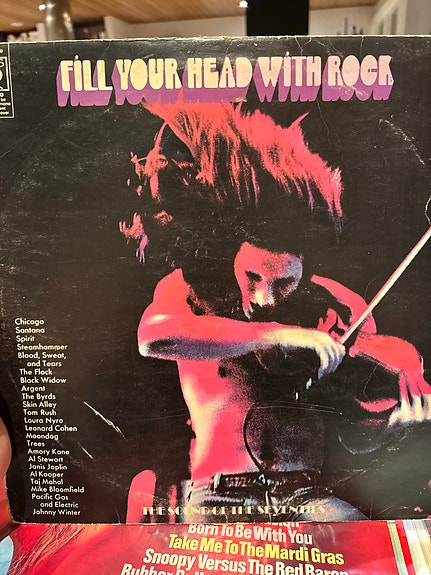 FILL YOUR HEAD WITH ROCK
Chicago
Santana
Spirit
Steamhammer
Blood, Sweat,
and Tears
The Flock
Black Widow
Argent
The Byrds
Skin Alley
Tom Rush
Laura Nyro
Leonard Cohen
Moondog
Trees
Amory Kane
Al Stewart
Janis Joplin
Al Kooper
Taj Mahal
Mike Bloomfield
Pacific Gas
and Electric
Johnny Winter
THE SOUND OF THE SEVENTIES
Born To Be With You
Take Me To The Mardi Gras
Snoopy Versus The Red Baron